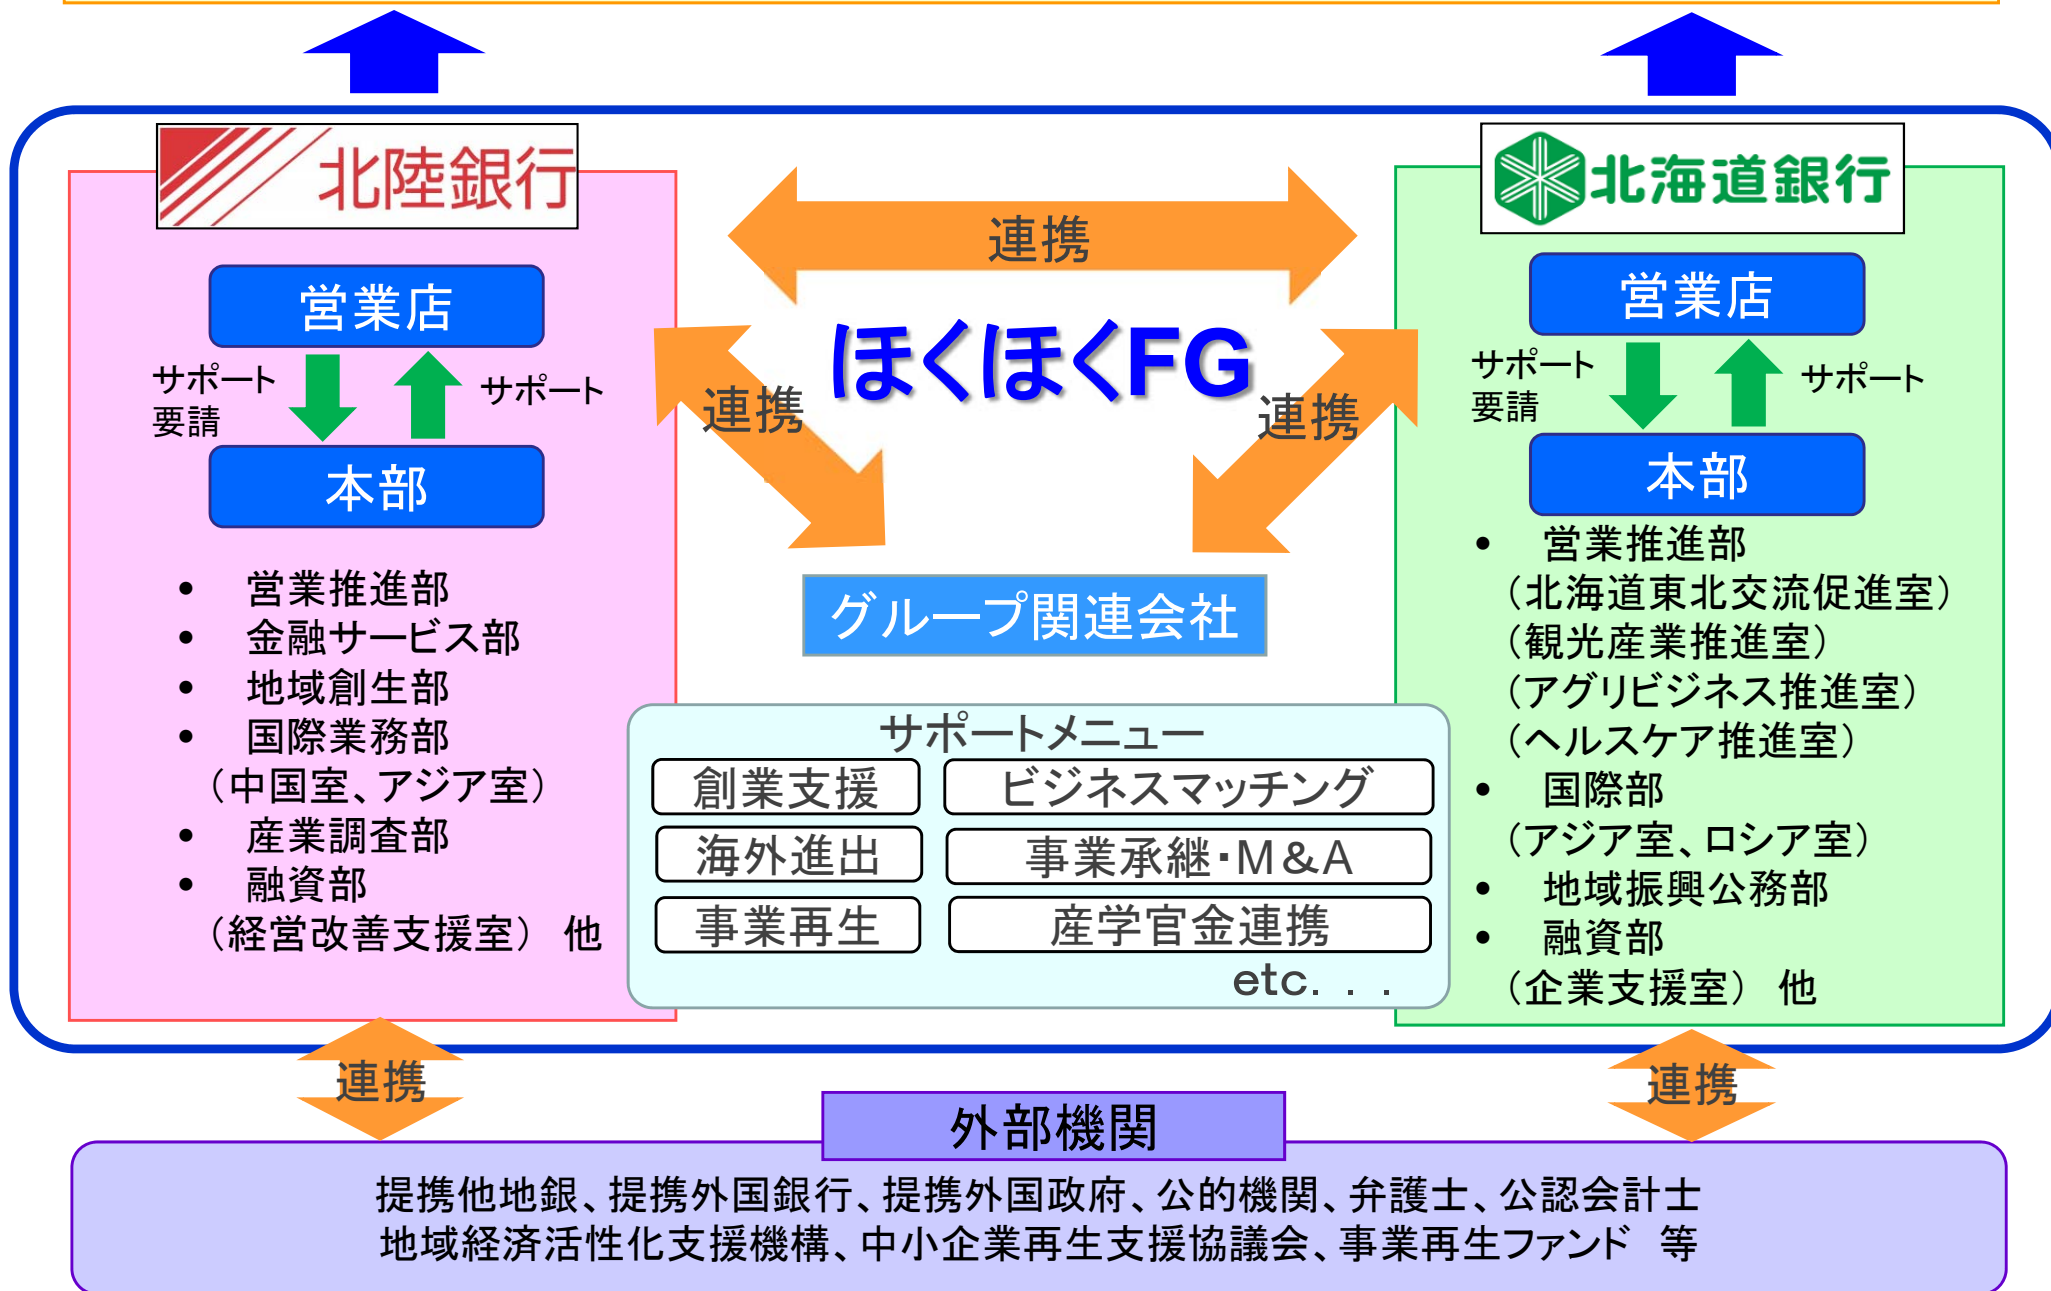 北陸銀行
営業店
サポート
要請
サポート
本部
• 営業推進部
• 金融サービス部
• 地域創生部
• 国際業務部
（中国室、アジア室）
• 産業調査部
• 融資部
（経営改善支援室） 他
連携
ほくほくFG
連携
連携
グループ関連会社
サポートメニュー
創業支援
ビジネスマッチング
海外進出
事業承継・M&A
事業再生
産学官金連携
etc. . .
北海道銀行
営業店
サポート
要請
サポート
本部
• 営業推進部
（北海道東北交流促進室）
（観光産業推進室）
（アグリビジネス推進室）
（ヘルスケア推進室）
• 国際部
（アジア室、ロシア室）
• 地域振興公務部
• 融資部
（企業支援室） 他
連携
連携
外部機関
提携他地銀、提携外国銀行、提携外国政府、公的機関、弁護士、公認会計士
地域経済活性化支援機構、中小企業再生支援協議会、事業再生ファンド 等